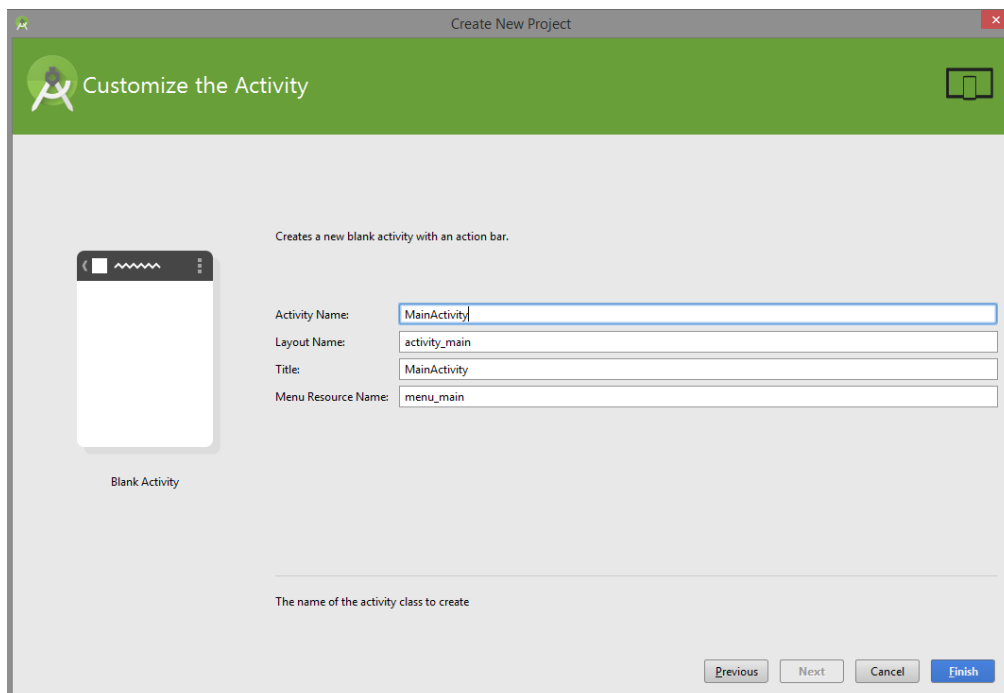 Create New Project
Customize the Activity
Creates a new blank activity with an action bar.
Activity Name: MainActivity
Layout Name: activity_main
Title: MainActivity
Menu Resource Name: menu_main
Blank Activity
The name of the activity class to create
Previous Next Cancel Finish